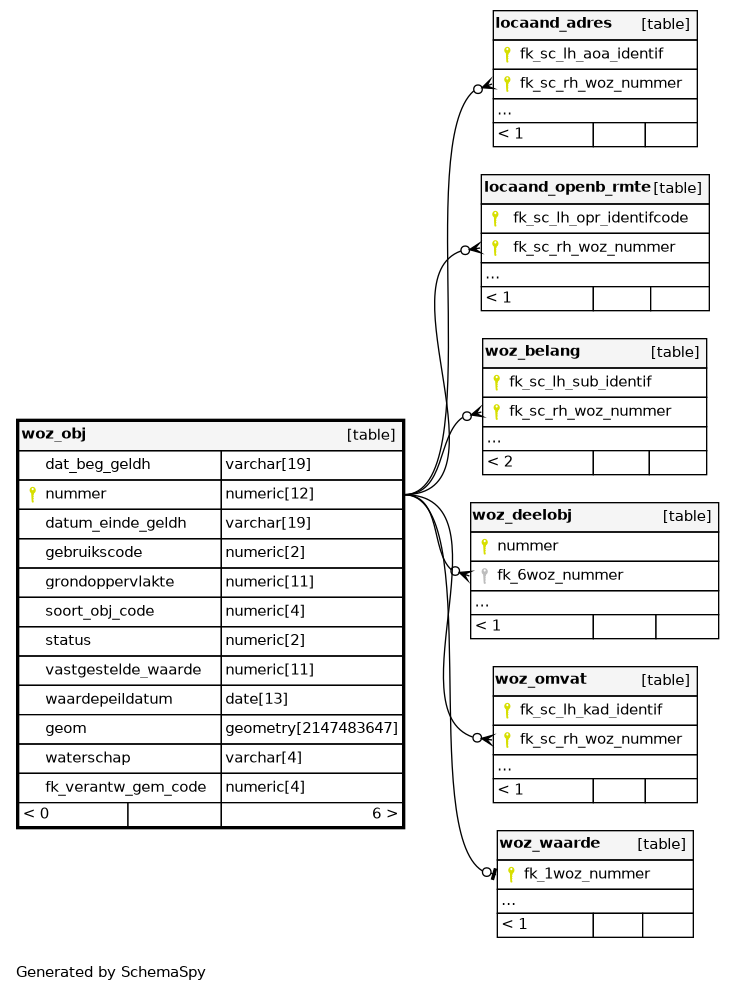 locaand_adres [table]
fk_sc_lh_aoa_identif
fk_sc_rh_woz_nummer
...
< 1
locaand_openb_rmte [table]
fk_sc_lh_opr_identifcode
fk_sc_rh_woz_nummer
...
< 1
woz_belang [table]
fk_sc_lh_sub_identif
fk_sc_rh_woz_nummer
...
< 2
woz_obj [table]
dat_beg_geldh varchar[19]
nummer numeric[12]
datum_einde_geldh varchar[19]
gebruikscode numeric[2]
grondoppervlakte numeric[11]
soort_obj_code numeric[4]
status numeric[2]
vastgestelde_waarde numeric[11]
waardepeildatum date[13]
geom geometry[2147483647]
waterschap varchar[4]
fk_verantw_gem_code numeric[4]
< 0 6 >
woz_deelobj [table]
nummer
fk_6woz_nummer
...
< 1
woz_omvat [table]
fk_sc_lh_kad_identif
fk_sc_rh_woz_nummer
...
< 1
woz_waarde [table]
fk_1woz_nummer
...
< 1
Generated by SchemaSpy